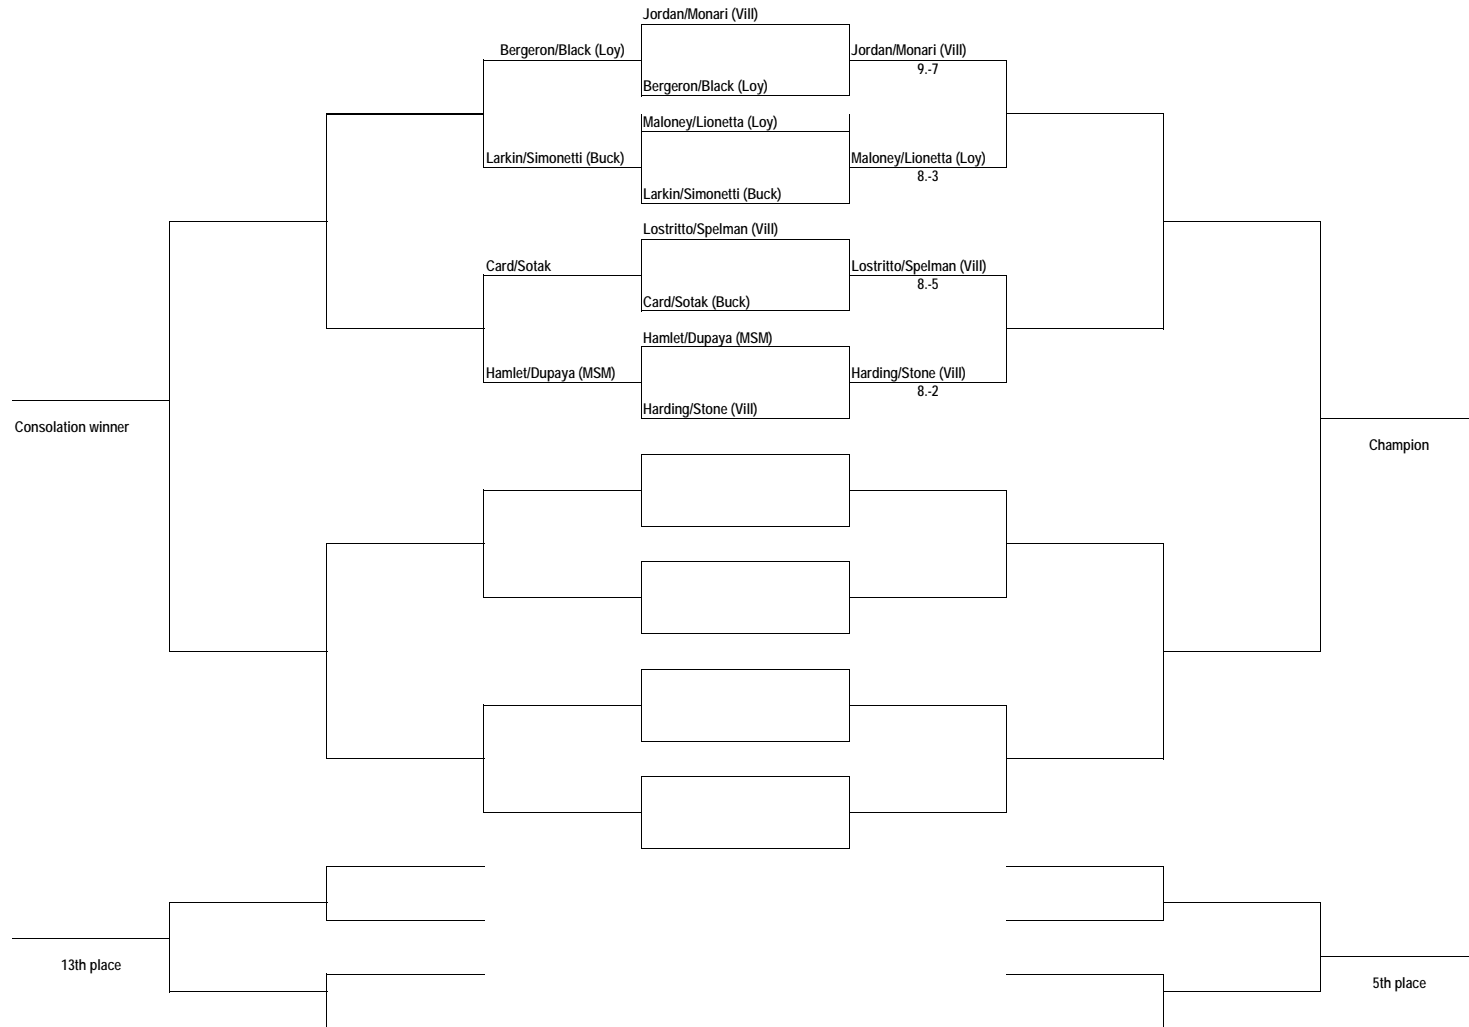 Jordan/Monari (Vill)
Bergeron/Black (Loy)
Jordan/Monari (Vill)
9.-7
Bergeron/Black (Loy)
Maloney/Lionetta (Loy)
Larkin/Simonetti (Buck)
Maloney/Lionetta (Loy)
8.-3
Larkin/Simonetti (Buck)
Lostritto/Spelman (Vill)
Card/Sotak
Lostritto/Spelman (Vill)
8.-5
Card/Sotak (Buck)
Hamlet/Dupaya (MSM)
Hamlet/Dupaya (MSM)
Harding/Stone (Vill)
8.-2
Harding/Stone (Vill)
Consolation winner
Champion
13th place
5th place